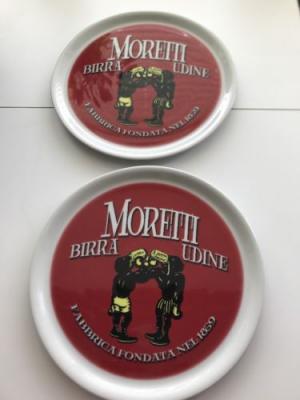 MORETTI
BIRRA UDINE
FABBRICA FONDATA NEL 1859
MORETTI
BIRRA UDINE
FABBRICA FONDATA NEL 1859